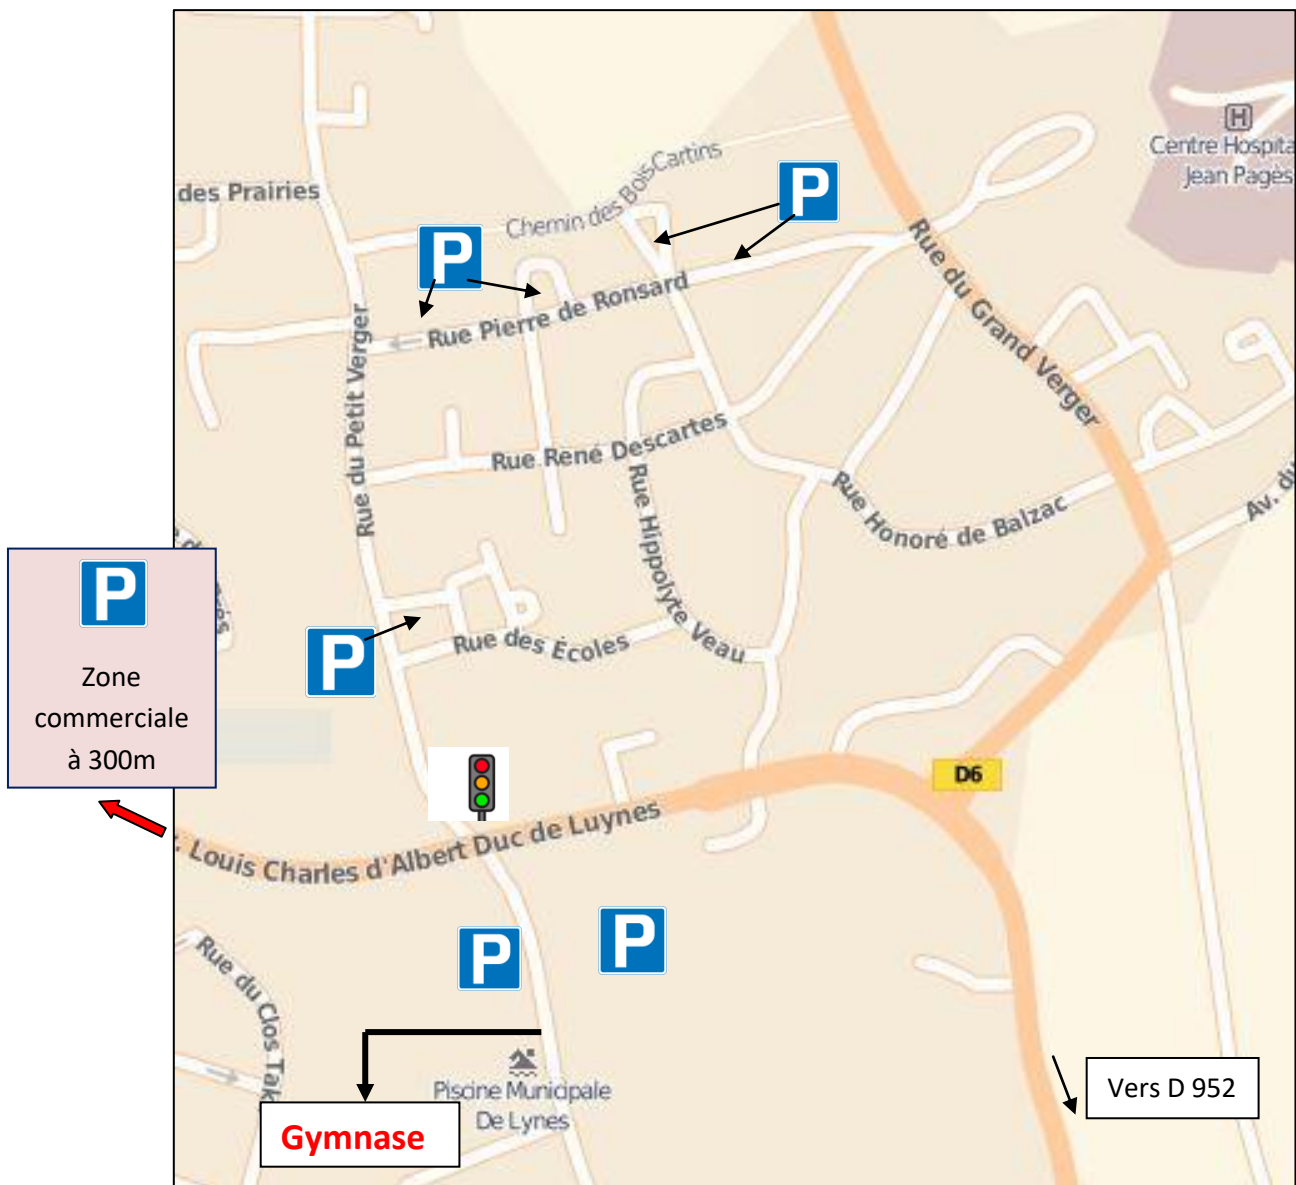 H
Centre Hospita
Jean Pagès
Chemin des Bois Cartins
P
des Prairies
P
Rue du Grand Verger
Rue Pierre de Ronsard
Rue du Petit Verger
Rue René Descartes
Rue Hippolyte Veau
Rue Honoré de Balzac
Av. du
P
Zone
commerciale
à 300m
P
Rue des Écoles
D6
. Louis Charles d'Albert Duc de Luynes
P
P
Rue du Clos Tak
Piscine Municipale
De Lynes
Gymnase
Vers D 952